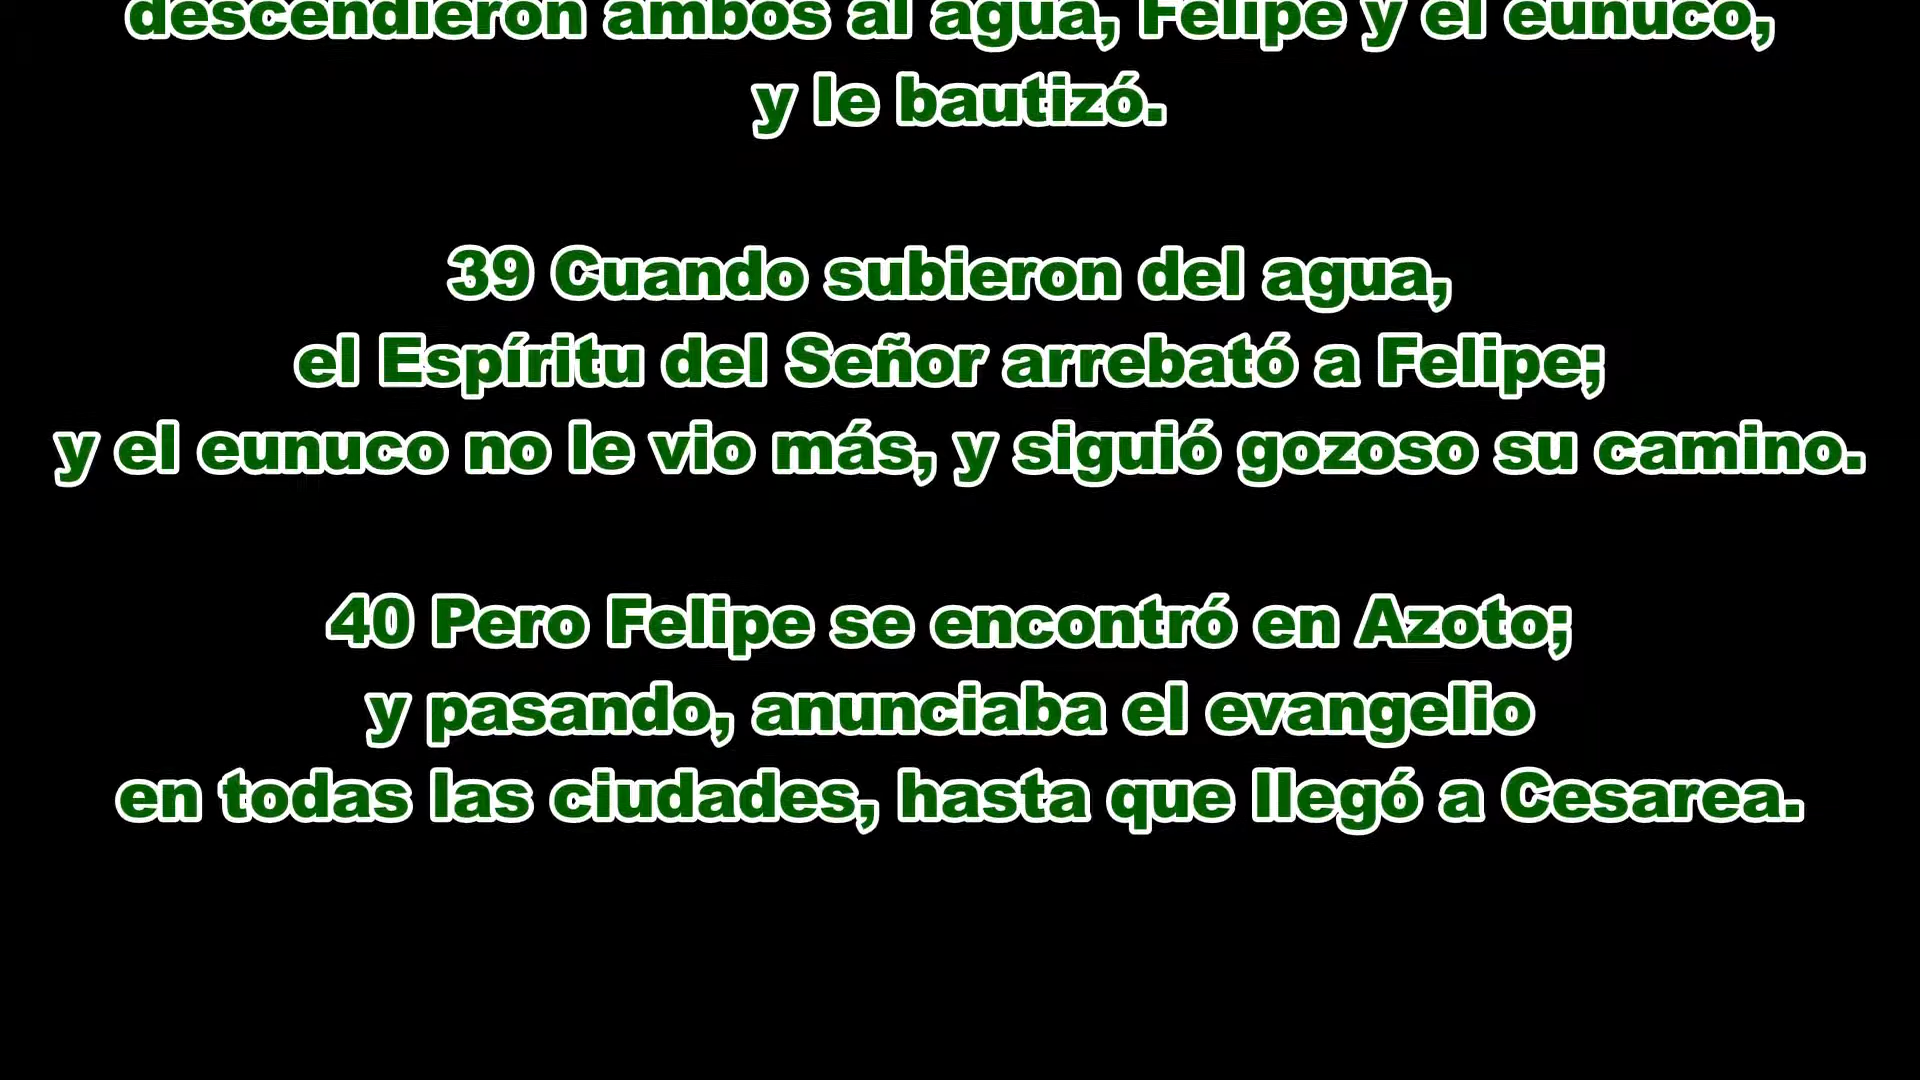 descendieron ambos al agua, Felipe y el eunuco,
y le bautizó.
39 Cuando subieron del agua,
el Espíritu del Señor arrebató a Felipe;
y el eunuco no le vio más, y siguió gozoso su camino.
40 Pero Felipe se encontró en Azoto;
y pasando, anunciaba el evangelio
en todas las ciudades, hasta que llegó a Cesarea.